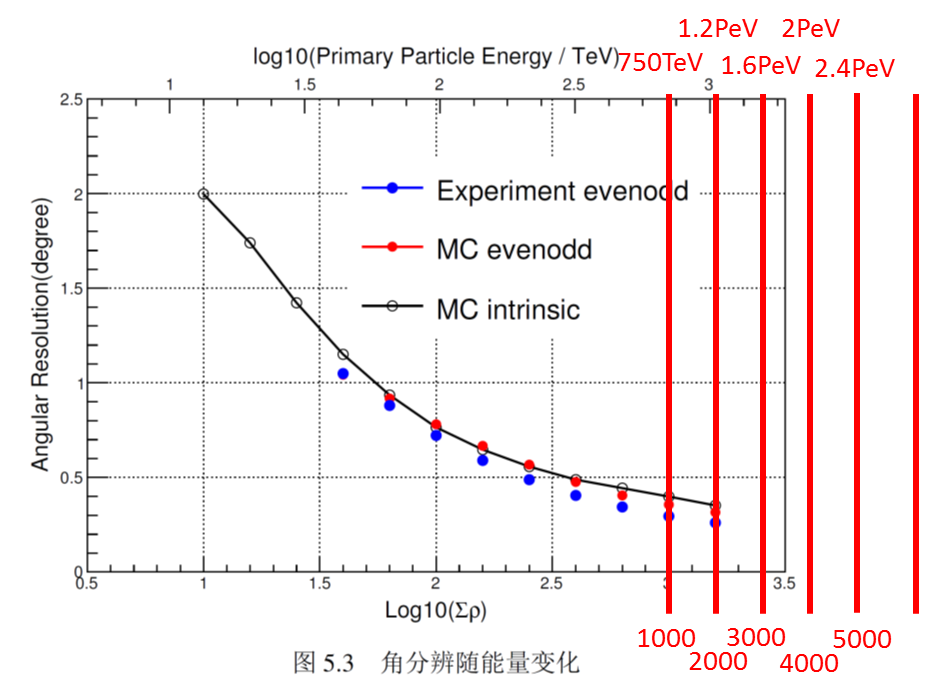 1.2PeV 2PeV
log10(Primary Particle Energy / TeV)
750TeV 1.6PeV 2.4PeV
1 1.5 2 2.5 3
2.5
2
1.5
1
0.5
0
Angular Resolution(degree)
Experiment evenodd
MC evenodd
MC intrinsic
0.5 1 1.5 2 2.5 3.5
Log10(Σρ)
1000 3000 5000
2000 4000
图 5.3 角分辨随能量变化